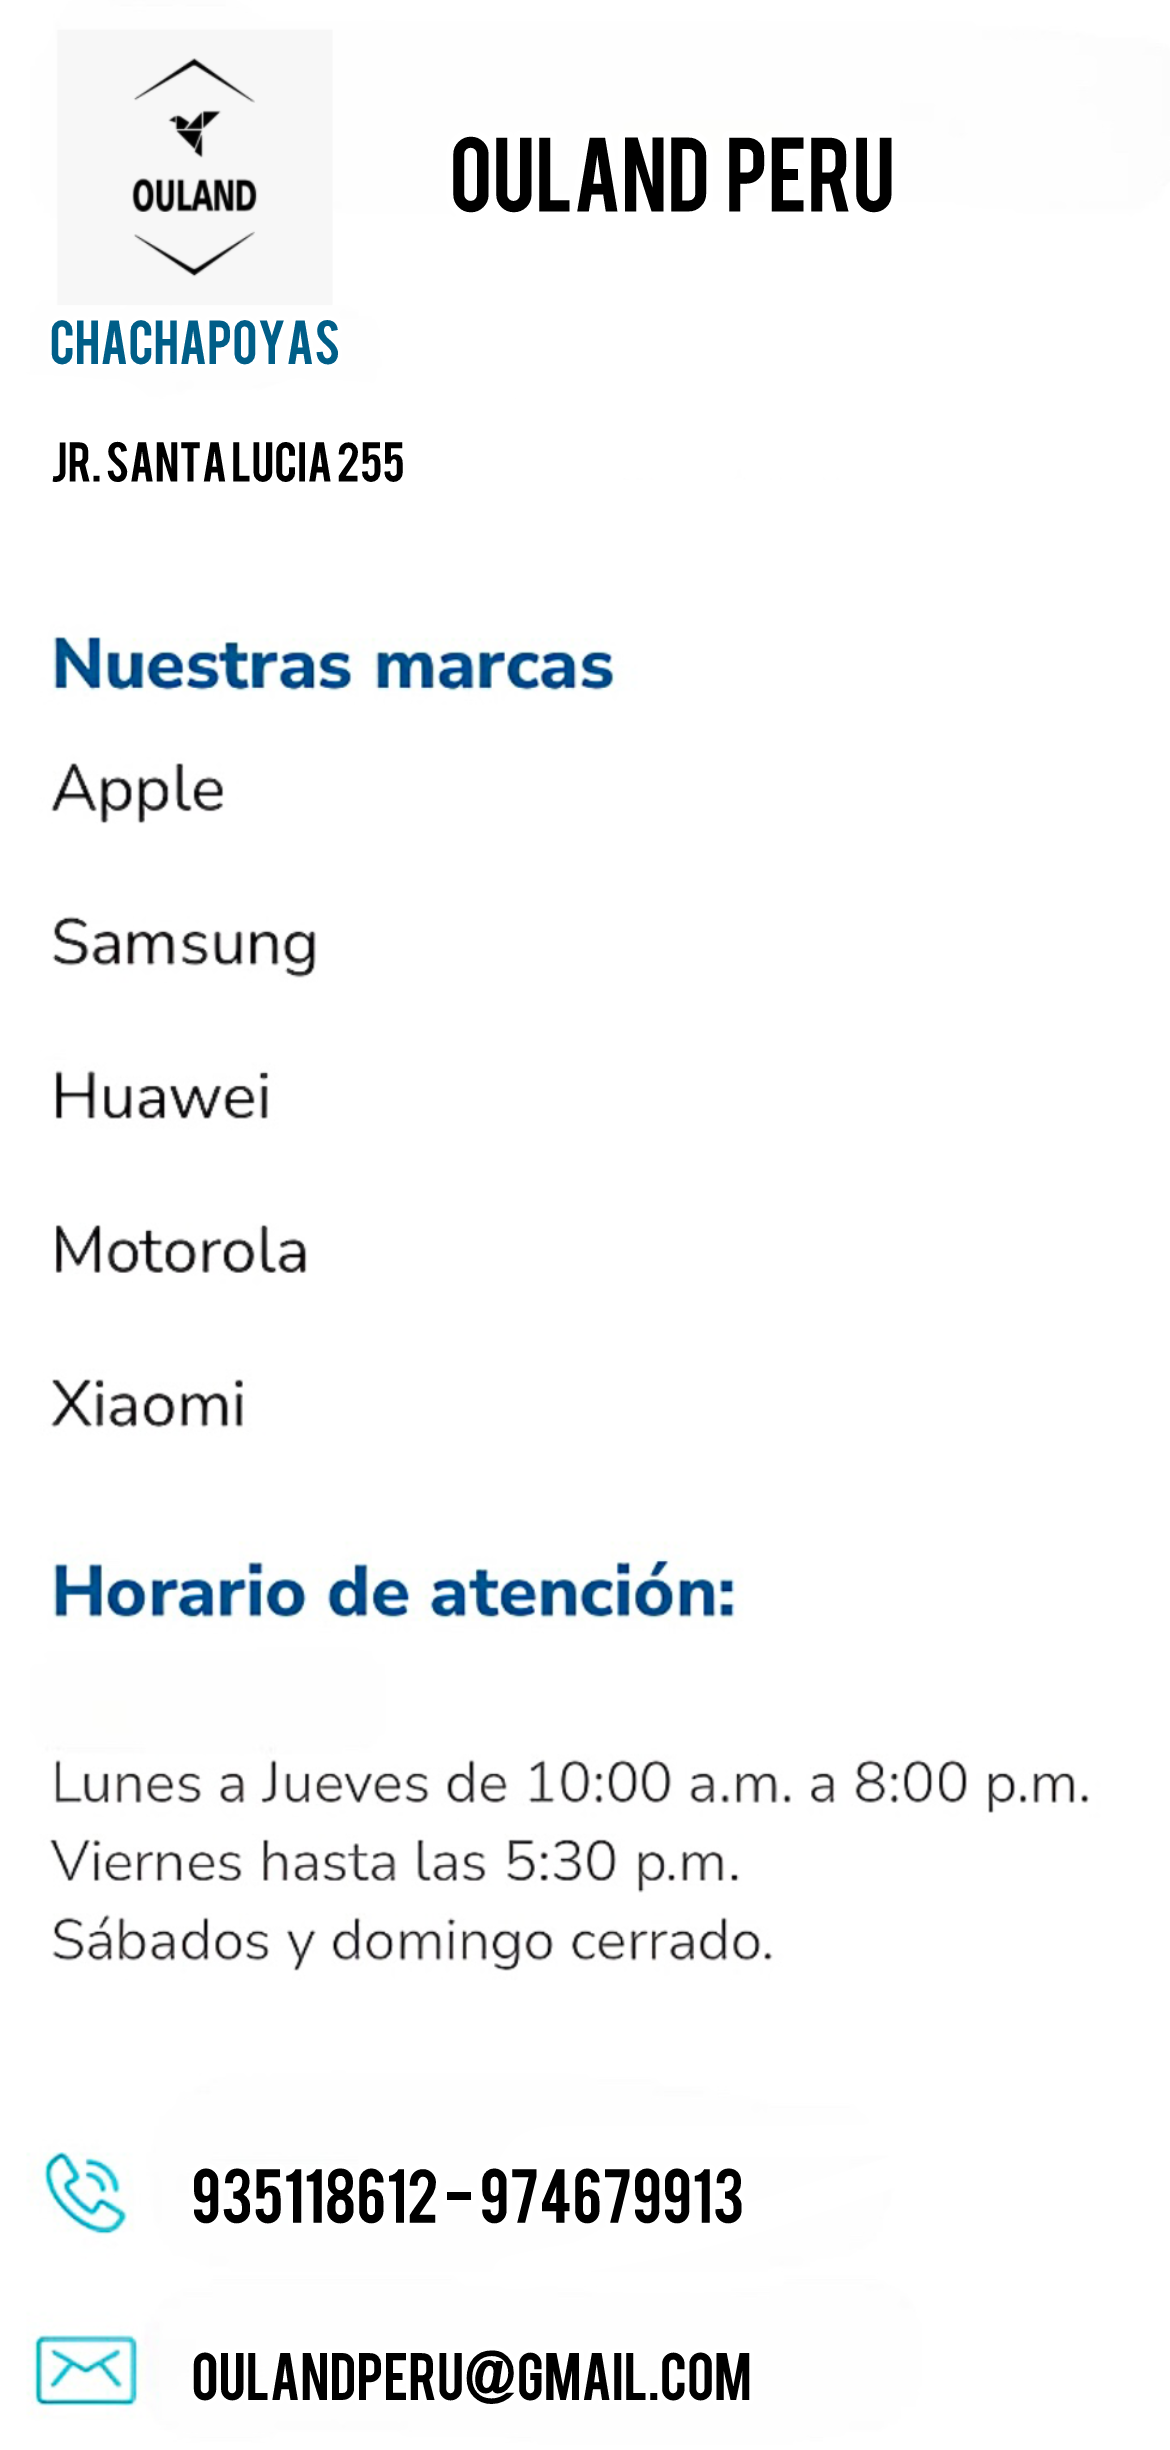 OULAND
OULAND PERU
CHACHAPOYAS
JR. SANTA LUCIA 255
Nuestras marcas
Apple
Samsung
Huawei
Motorola
Xiaomi
Horario de atención:
Lunes a Jueves de 10:00 a.m. a 8:00 p.m.
Viernes hasta las 5:30 p.m.
Sábados y domingo cerrado.
935118612 - 974679913
OULANDPERU@GMAIL.COM